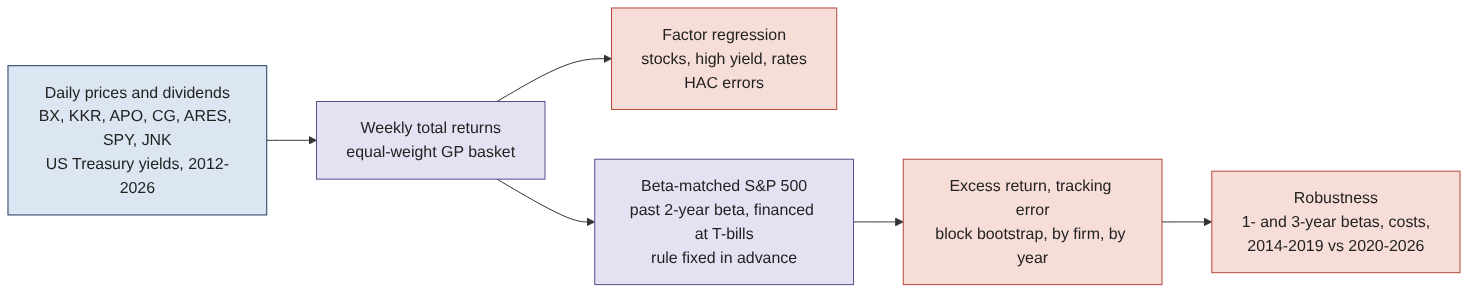 Daily prices and dividends
BX, KKR, APO, CG, ARES,
SPY, JNK
US Treasury yields, 2012-
2026
Weekly total returns
equal-weight GP basket
Factor regression
stocks, high yield, rates
HAC errors
Beta-matched S&P 500
past 2-year beta, financed
at T-bills
rule fixed in advance
Excess return, tracking
error
block bootstrap, by firm, by
year
Robustness
1- and 3-year betas, costs,
2014-2019 vs 2020-2026